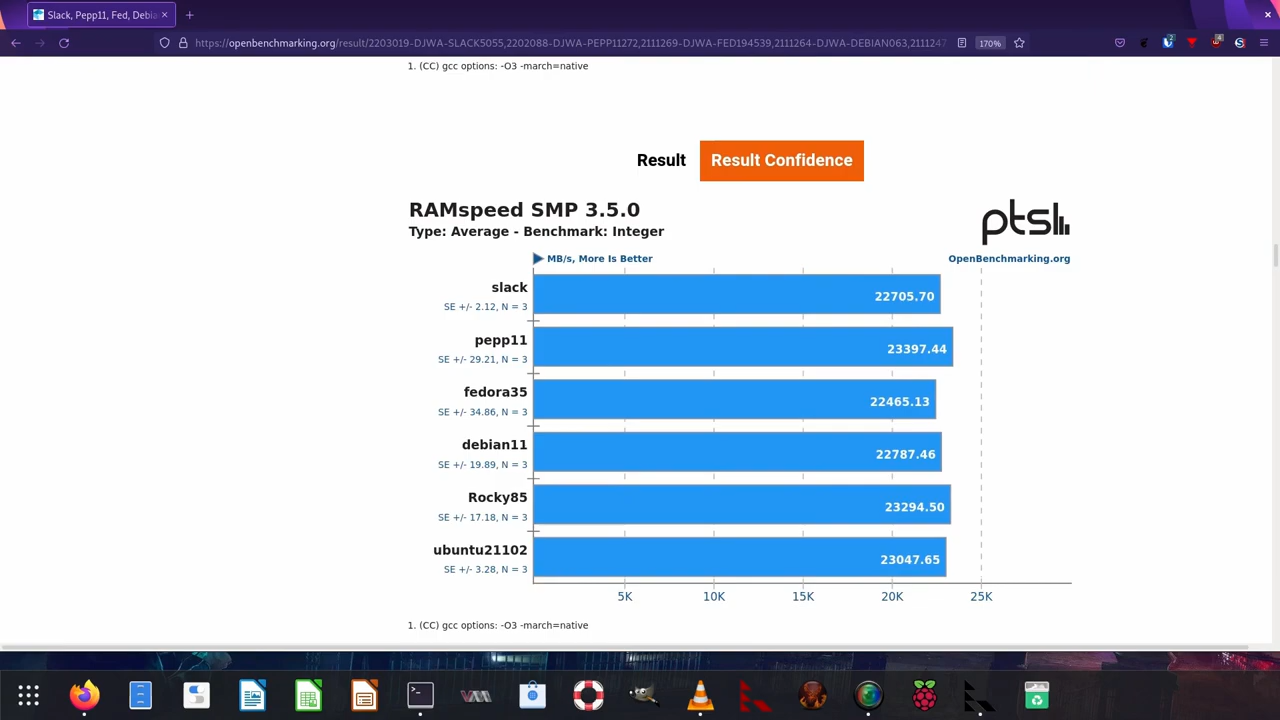 Slack, Pepp11, Fed, Debia
https://openbenchmarking.org/result/2203019-DJWA-SLACK5055,2202088-DJWA-PEPP11272,2111269-DJWA-FED194539,2111264-DJWA-DEBIAN063,2111247
170%
2
4
1. (CC) gcc options: -O3 -march=native
Result
Result Confidence
RAMspeed SMP 3.5.0
Type: Average - Benchmark: Integer
ptsl
MB/s, More Is Better
OpenBenchmarking.org
slack
SE +/- 2.12, N = 3
22705.70
pepp11
SE +/- 29.21, N = 3
23397.44
fedora35
SE +/- 34.86, N = 3
22465.13
debian11
SE +/- 19.89, N = 3
22787.46
Rocky85
SE +/- 17.18, N = 3
23294.50
ubuntu21102
SE +/- 3.28, N = 3
23047.65
5K 10K 15K 20K 25K
1. (CC) gcc options: -O3 -march=native